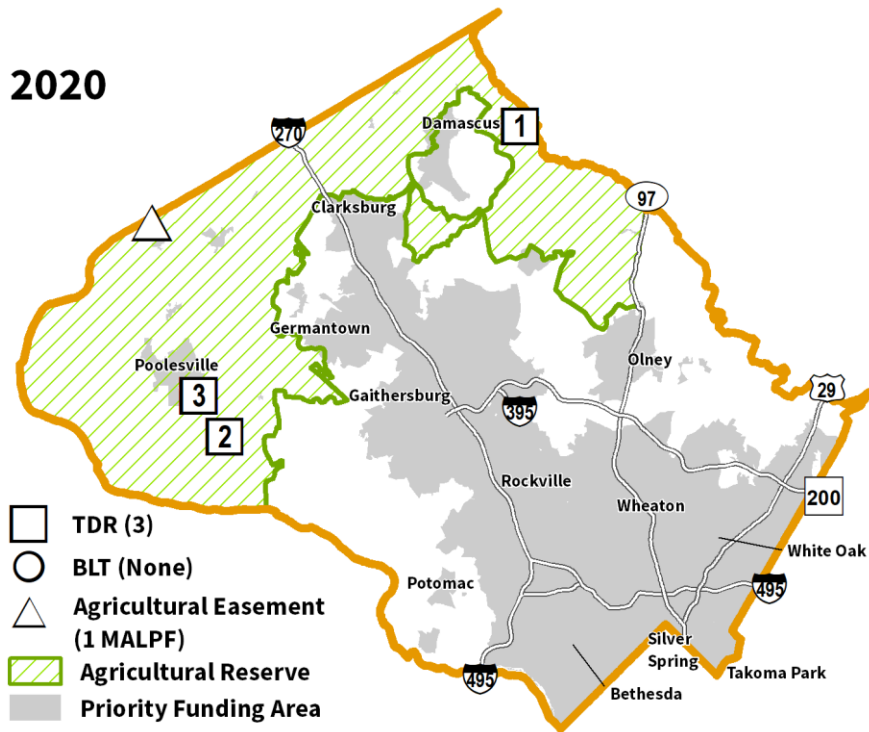 2020
270
Damascus
1
97
Clarksburg
Germantown
Poolesville
3
2
Gaithersburg
Olney
29
395
Rockville
Wheaton
200
White Oak
Potomac
495
Silver
Spring
Takoma Park
495
Bethesda
TDR (3)
BLT (None)
Agricultural Easement
(1 MALPF)
Agricultural Reserve
Priority Funding Area